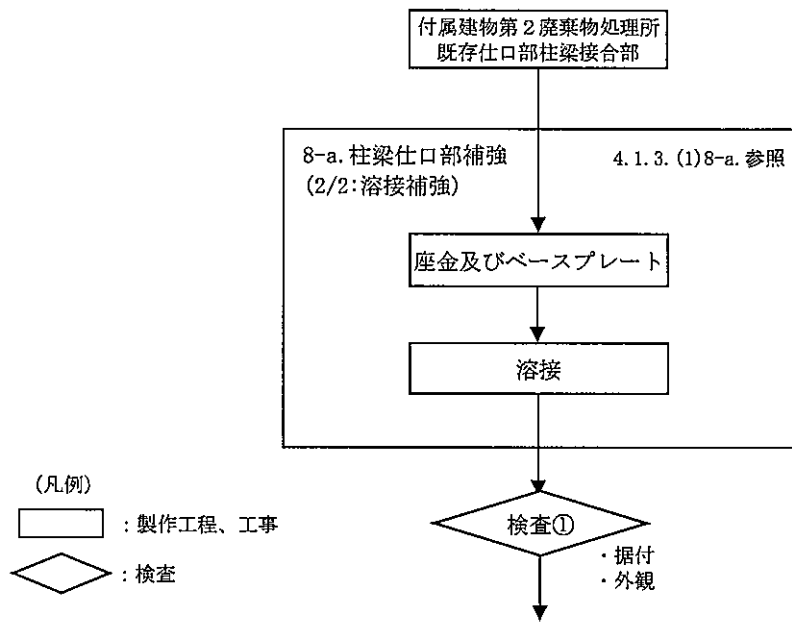 付属建物第２廃棄物処理所
既存仕口部柱梁接合部
8-a.柱梁仕口部補強
(2/2:溶接補強)
4.1.3.(1)8-a.参照
座金及びベースプレート
溶接
検査①
・据付
・外観
(凡例)
：製作工程、工事
：検査